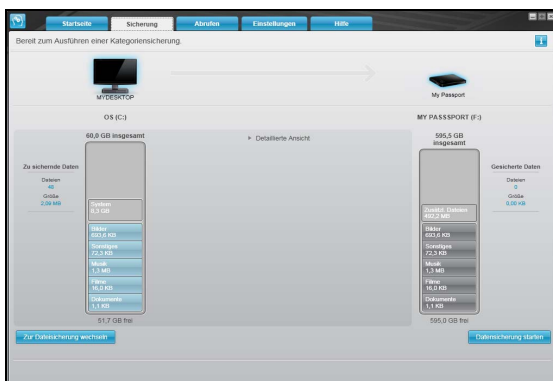 Startseite
Sicherung
Abrufen
Einstellungen
Hilfe
Bereit zum Ausführen einer Kategoriensicherung.
i
MYDESKTOP
My Passport
OS (C:)
MY PASSSPORT (F:)
60,0 GB insgesamt
Detaillierte Ansicht
595,5 GB
insgesamt
Zu sichernde Daten
Dateien
48
Größe
2,06 MB
System
8,3 GB
Bilder
693,6 KB
Sonstiges
72,3 KB
Musik
1,3 MB
Filme
16,0 KB
Dokumente
1,1 KB
51,7 GB frei
Zusätzl. Dateien
492,2 MB
Bilder
693,6 KB
Sonstiges
72,3 KB
Musik
1,3 MB
Filme
16,0 KB
Dokumente
1,1 KB
595,0 GB frei
Gesicherte Daten
Dateien
0
Größe
0,00 KB
Zur Dateisicherung wechseln
Datensicherung starten